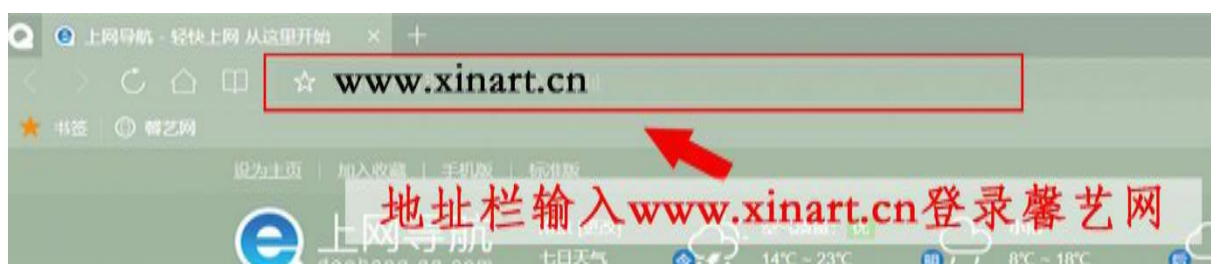 上网导航 - 轻快上网 从这里开始
www.xinart.cn
书签 馨艺网
设为主页 | 加入收藏 | 手机版 | 标准版
地址栏输入www.xinart.cn登录馨艺网
上网导航
七日天气 今 14℃ ~ 23℃ 明 8℃ ~ 18℃